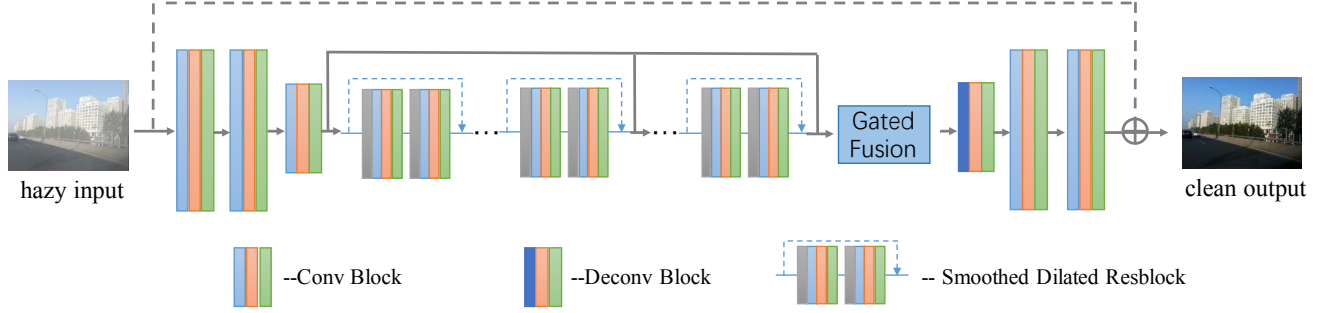 hazy input
Gated
Fusion
clean output
--Conv Block
--Deconv Block
-- Smoothed Dilated Resblock